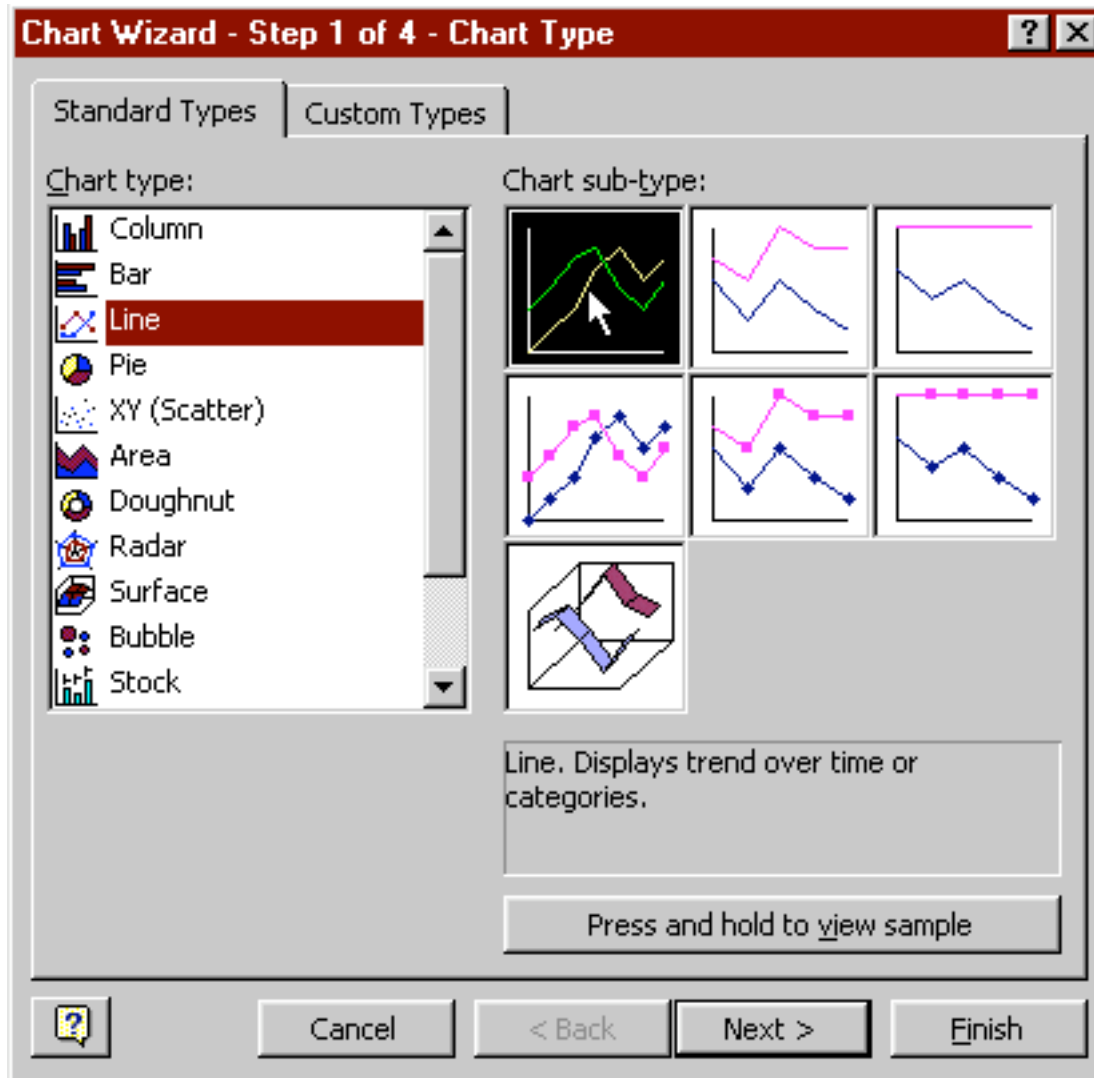 Chart Wizard - Step 1 of 4 - Chart Type
Standard Types
Custom Types
Chart type:
Column
Bar
Line
Pie
XY (Scatter)
Area
Doughnut
Radar
Surface
Bubble
Stock
Chart sub-type:
Line. Displays trend over time or
categories.
Press and hold to view sample
Cancel
< Back
Next >
Finish